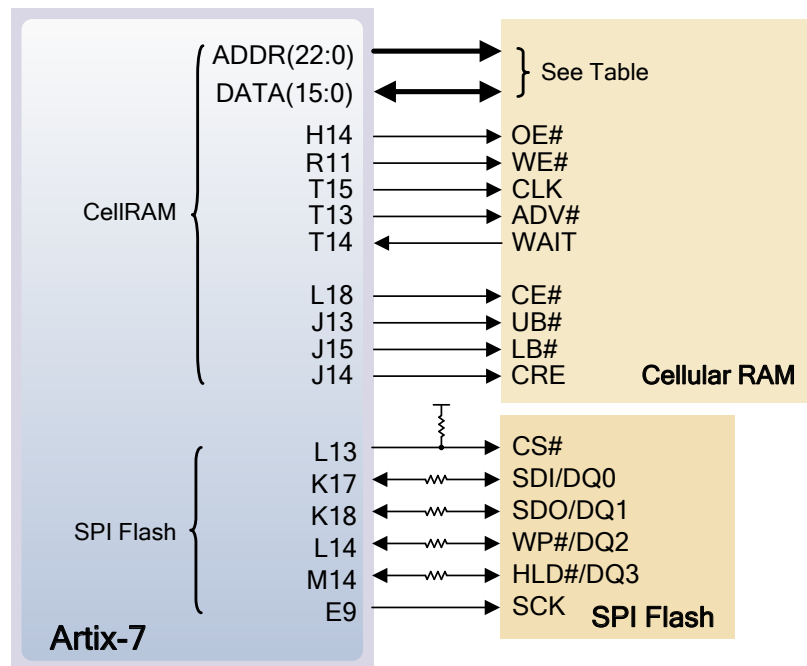 ADDR(22:0)
DATA(15:0)
See Table
H14 OE#
R11 WE#
T15 CLK
T13 ADV#
CellRAM
T14 WAIT
L18 CE#
J13 UB#
J15 LB#
J14 CRE
Cellular RAM
L13 CS#
K17 SDI/DQ0
K18 SDO/DQ1
SPI Flash
L14 WP#/DQ2
M14 HLD#/DQ3
E9 SCK
SPI Flash
Artix-7